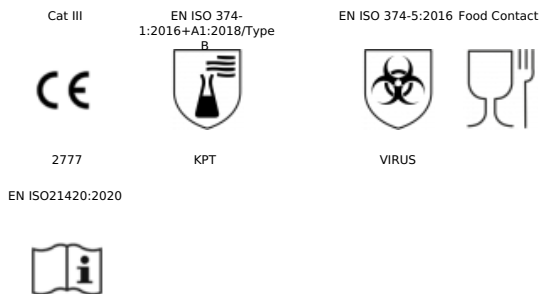 Cat III
EN ISO 374-
1:2016+A1:2018/Type
B
EN ISO 374-5:2016
Food Contact
CE
2777
KPT
VIRUS
EN ISO21420:2020
i